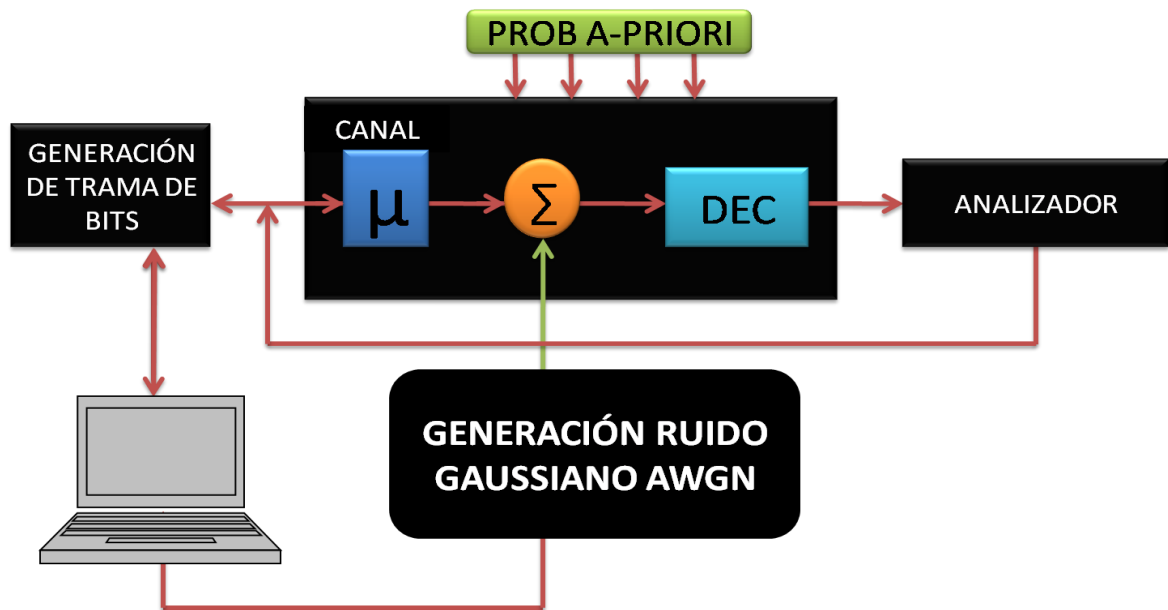 PROB A-PRIORI
CANAL
GENERACIÓN
DE TRAMA DE
BITS
μ
Σ
DEC
ANALIZADOR
GENERACIÓN RUIDO
GAUSSIANO AWGN